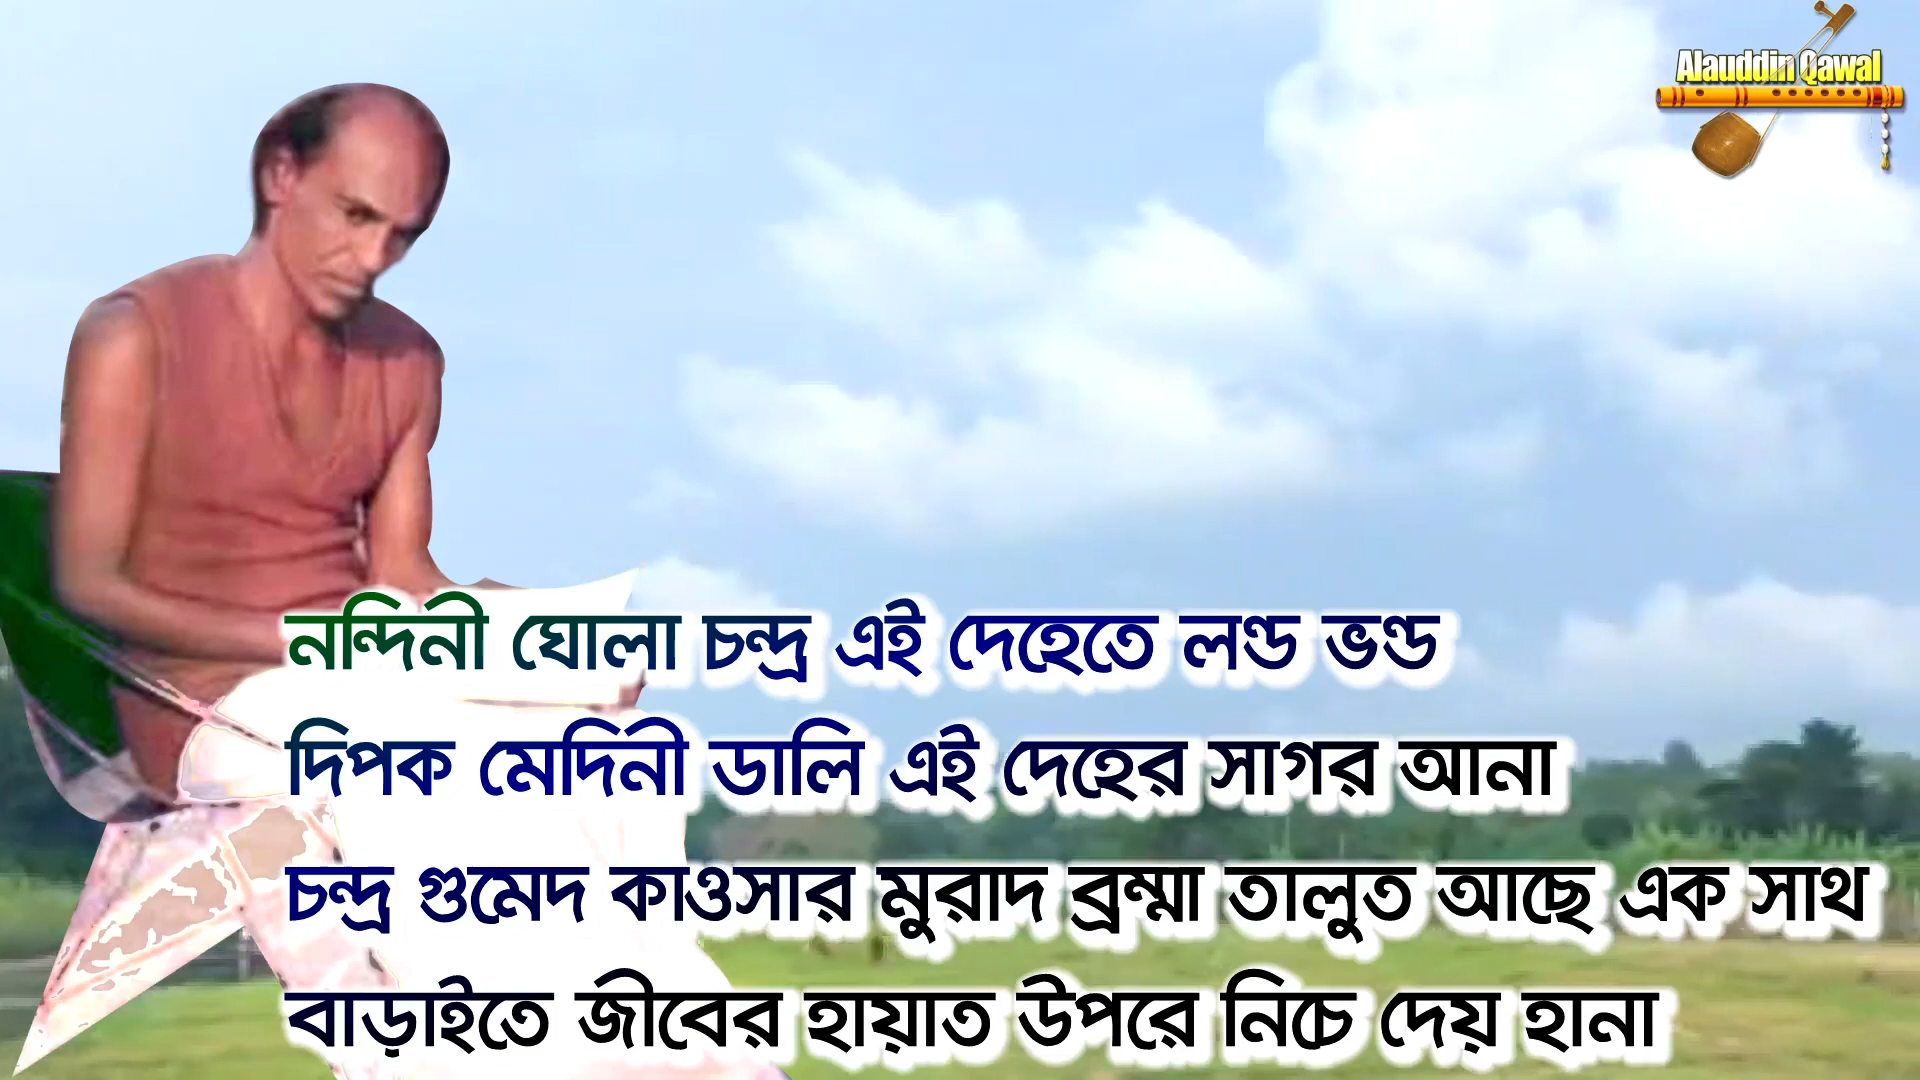 Alauddin Qawal
নন্দিনী ঘোলা চন্দ্র এই দেহেতে লণ্ড ভণ্ড
দিপক মেদিনী ডালি এই দেহের সাগর আনা
চন্দ্র গুমেদ কাওসার মুরাদ ব্রম্মা তালুত আছে এক সাথ
বাড়াইতে জীবের হায়াত উপরে নিচে দেয় হানা